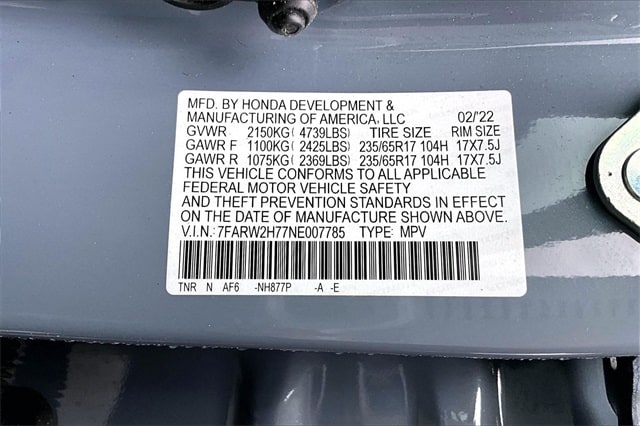 MFD. BY HONDA DEVELOPMENT &
MANUFACTURING OF AMERICA, LLC 02/'22
GVWR 2150KG( 4739LBS) TIRE SIZE RIM SIZE
GAWR F 1100KG( 2425LBS) 235/65R17 104H 17X7.5J
GAWR R 1075KG( 2369LBS) 235/65R17 104H 17X7.5J
THIS VEHICLE CONFORMS TO ALL APPLICABLE
FEDERAL MOTOR VEHICLE SAFETY
AND THEFT PREVENTION STANDARDS IN EFFECT
ON THE DATE OF MANUFACTURE SHOWN ABOVE.
V.I.N.: 7FARW2H77NE007785 TYPE: MPV
TNR N AF6 -NH877P -A -E